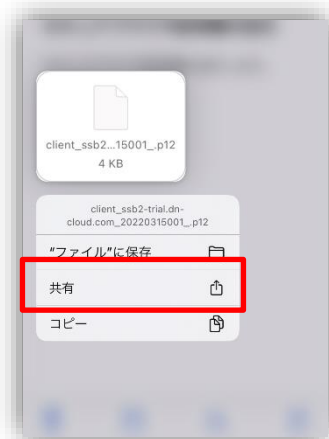 client_ssb2...15001_.p12
4 KB
client_ssb2-trial.dn-
cloud.com_20220315001_.p12
"ファイル"に保存
共有
コピー